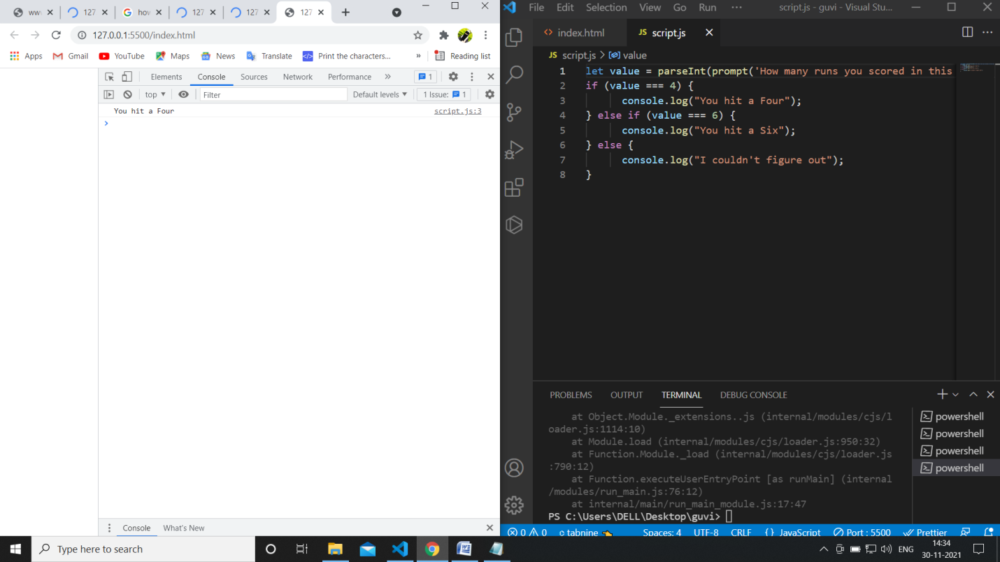 www
127
hov
127
127
127
127.0.0.1:5500/index.html
Apps Gmail YouTube Maps News Translate Print the characters... » Reading list
Elements Console Sources Network Performance » 1
top Filter Default levels 1 Issue: 1
You hit a Four script.js:3
Console What's New
File Edit Selection View Go Run ··· script.js - guvi - Visual Stu...
index.html JS script.js
JS script.js > value
1 let value = parseInt(prompt('How many runs you scored in this
2 if (value === 4) {
3 console.log("You hit a Four");
4 } else if (value === 6) {
5 console.log("You hit a Six");
6 } else {
7 console.log("I couldn't figure out");
8 }
PROBLEMS OUTPUT TERMINAL DEBUG CONSOLE
at Object.Module._extensions..js (internal/modules/cjs/l
oader.js:1114:10)
at Module.load (internal/modules/cjs/loader.js:950:32)
at Function.Module._load (internal/modules/cjs/loader.js
:790:12)
at Function.executeUserEntryPoint [as runMain] (internal
/modules/run_main.js:76:12)
at internal/main/run_main_module.js:17:47
PS C:\Users\DELL\Desktop\guvi>
powershell
powershell
powershell
powershell
0 0 tabnine Spaces: 4 UTF-8 CRLF {} JavaScript Port : 5500 Prettier
Type here to search
ENG
14:34
30-11-2021